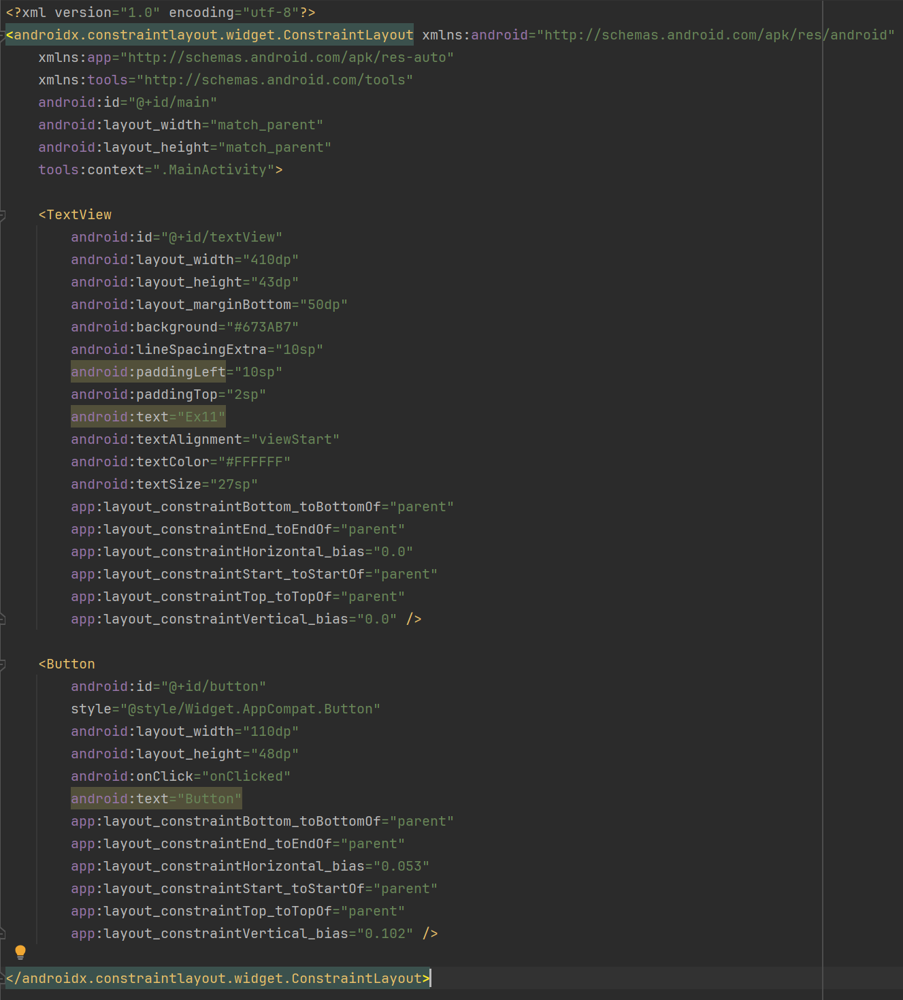 <?xml version="1.0" encoding="utf-8"?>
<androidx.constraintlayout.widget.ConstraintLayout xmlns:android="http://schemas.android.com/apk/res/android"
    xmlns:app="http://schemas.android.com/apk/res-auto"
    xmlns:tools="http://schemas.android.com/tools"
    android:id="@+id/main"
    android:layout_width="match_parent"
    android:layout_height="match_parent"
    tools:context=".MainActivity">

    <TextView
        android:id="@+id/textView"
        android:layout_width="410dp"
        android:layout_height="43dp"
        android:layout_marginBottom="50dp"
        android:background="#673AB7"
        android:lineSpacingExtra="10sp"
        android:paddingLeft="10sp"
        android:paddingTop="2sp"
        android:text="Ex11"
        android:textAlignment="viewStart"
        android:textColor="#FFFFFF"
        android:textSize="27sp"
        app:layout_constraintBottom_toBottomOf="parent"
        app:layout_constraintEnd_toEndOf="parent"
        app:layout_constraintHorizontal_bias="0.0"
        app:layout_constraintStart_toStartOf="parent"
        app:layout_constraintTop_toTopOf="parent"
        app:layout_constraintVertical_bias="0.0" />

    <Button
        android:id="@+id/button"
        style="@style/Widget.AppCompat.Button"
        android:layout_width="110dp"
        android:layout_height="48dp"
        android:onClick="onClicked"
        android:text="Button"
        app:layout_constraintBottom_toBottomOf="parent"
        app:layout_constraintEnd_toEndOf="parent"
        app:layout_constraintHorizontal_bias="0.053"
        app:layout_constraintStart_toStartOf="parent"
        app:layout_constraintTop_toTopOf="parent"
        app:layout_constraintVertical_bias="0.102" />

</androidx.constraintlayout.widget.ConstraintLayout>